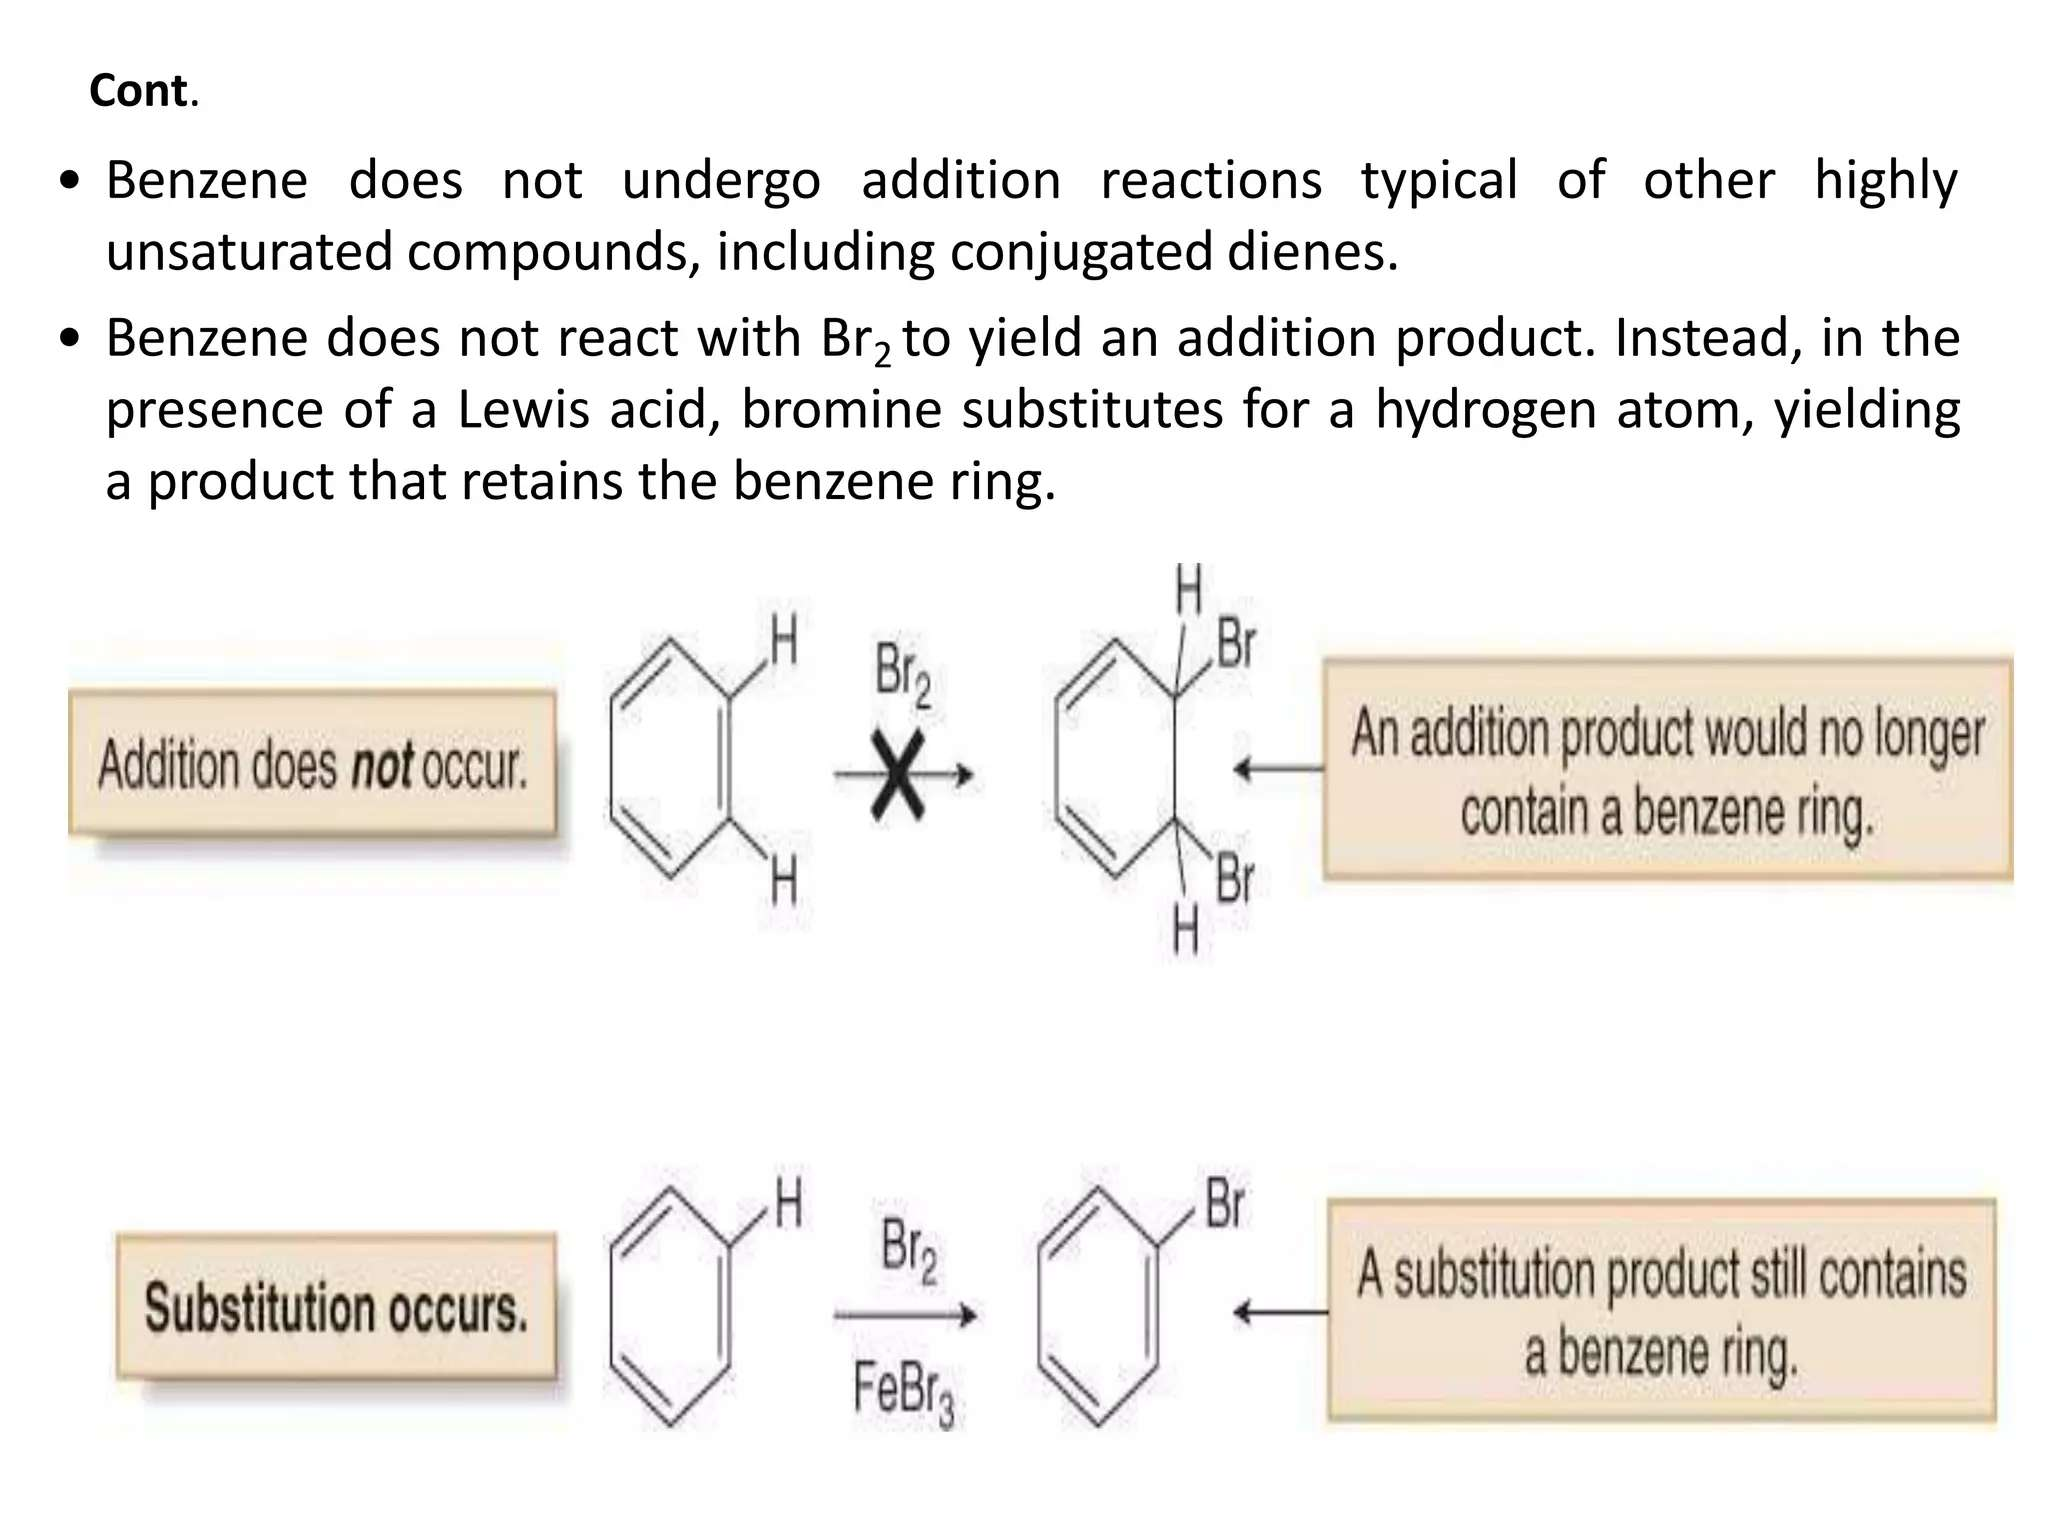 Cont.
• Benzene does not undergo addition reactions typical of other highly
unsaturated compounds, including conjugated dienes.
• Benzene does not react with Br₂ to yield an addition product. Instead, in the
presence of a Lewis acid, bromine substitutes for a hydrogen atom, yielding
a product that retains the benzene ring.
Addition does not occur.
H
H
Br₂
H
Br
Br
H
An addition product would no longer
contain a benzene ring.
Substitution occurs.
H
Br₂
FeBr₃
Br
A substitution product still contains
a benzene ring.